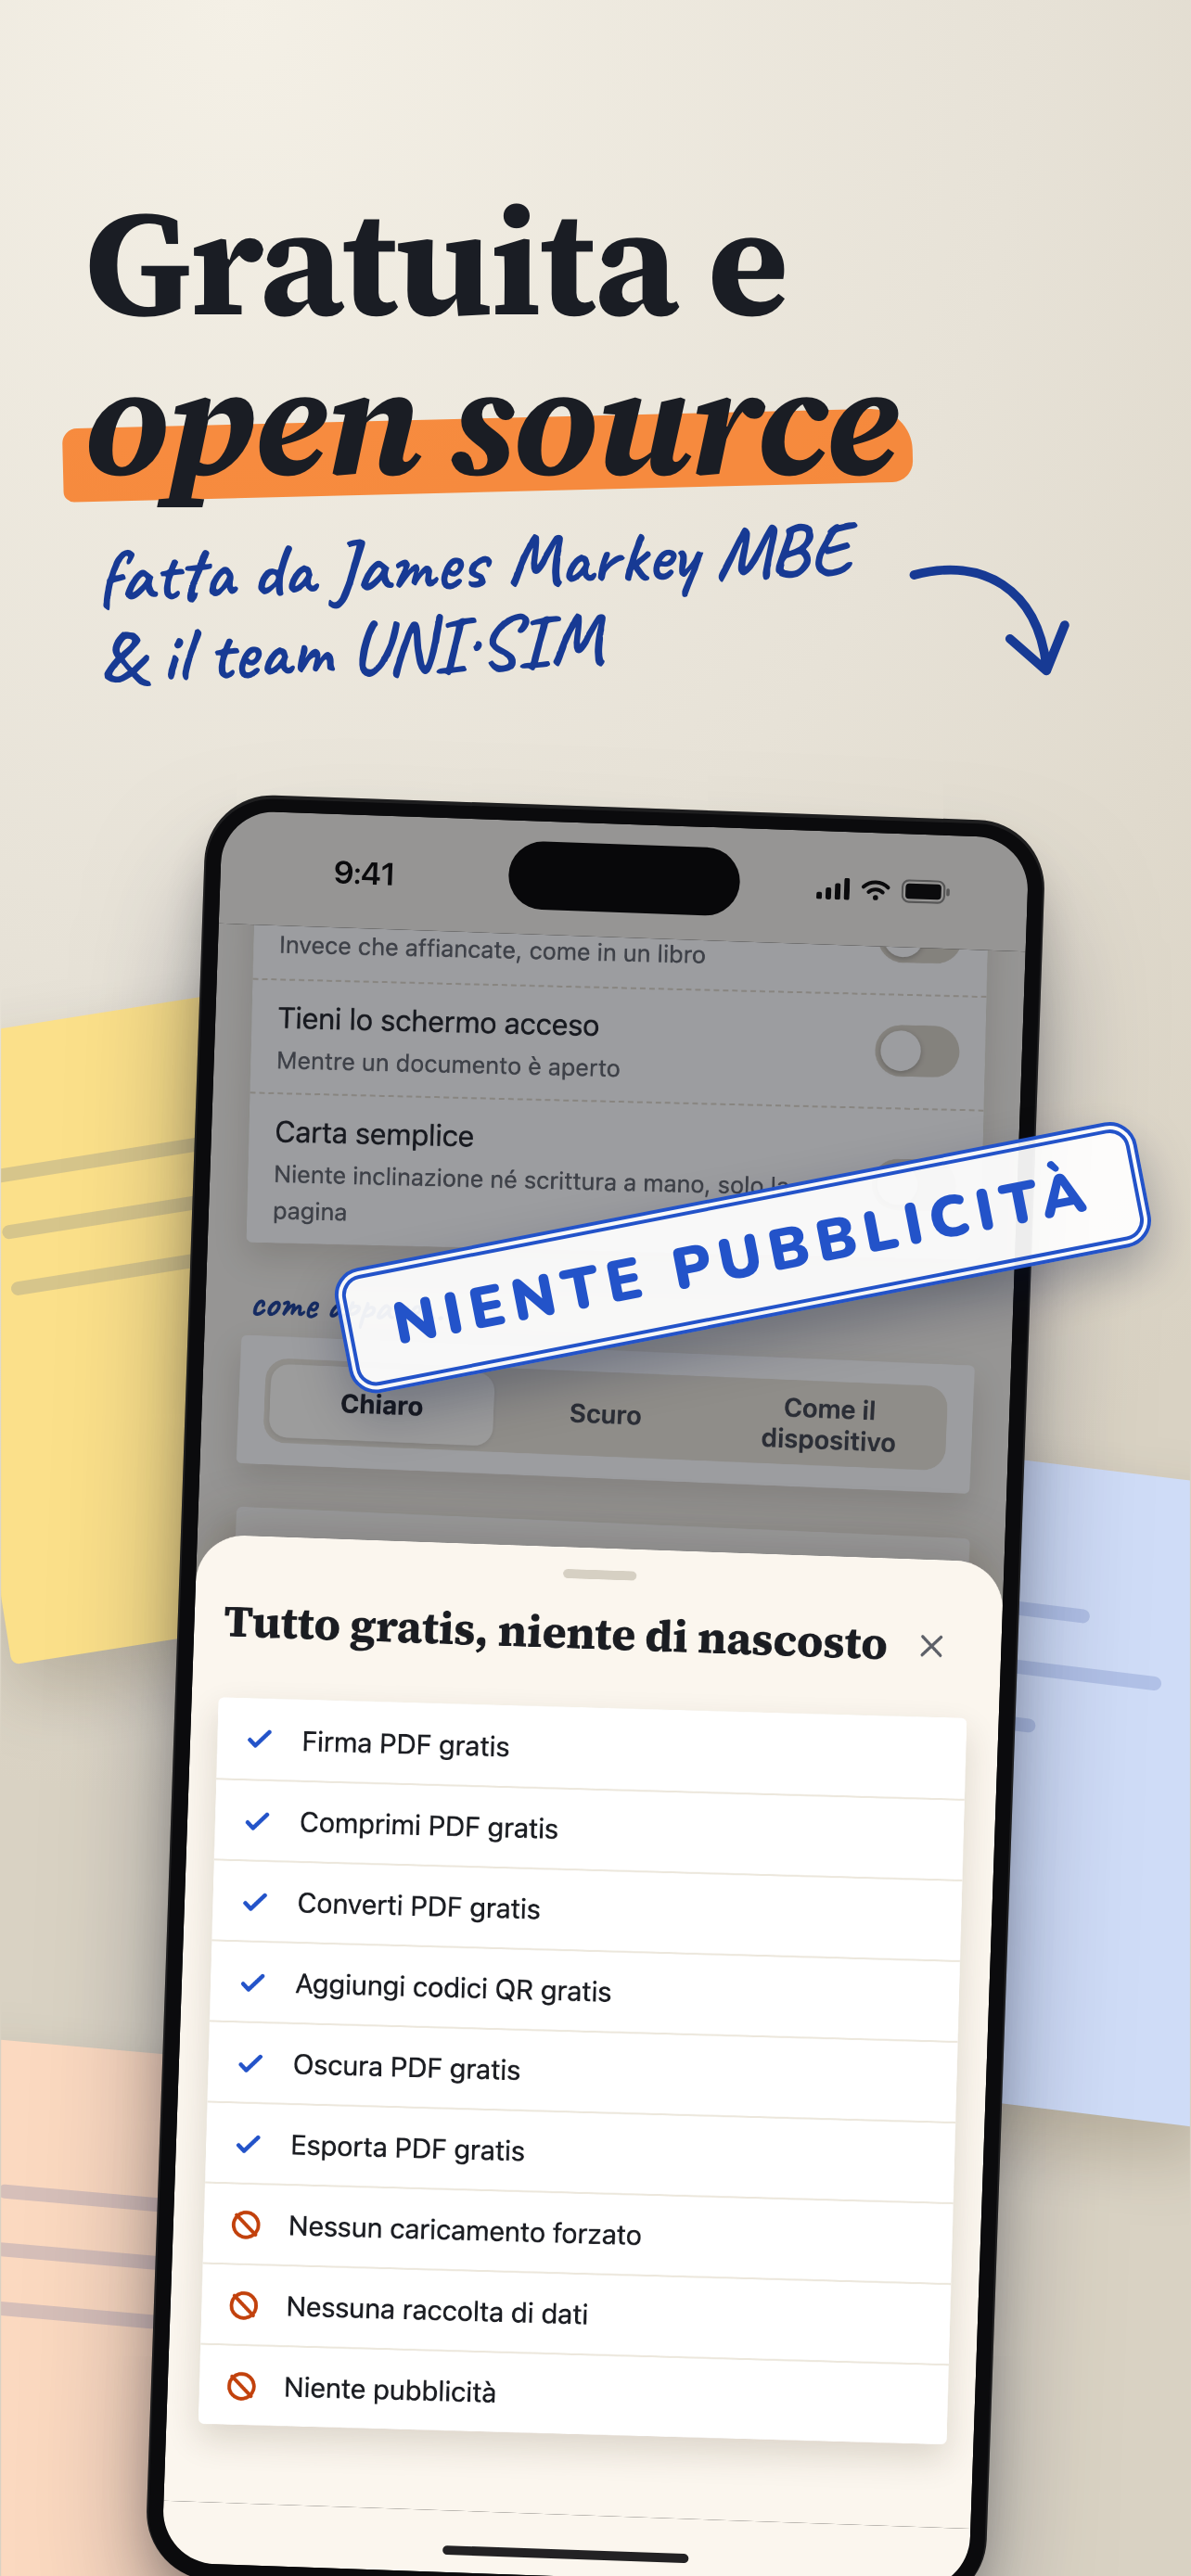 Gratuita e
open source
fatta da James Markey MBE
& il team UNI·SIM
9:41
Invece che affiancate, come in un libro
Tieni lo schermo acceso
Mentre un documento è aperto
Carta semplice
Niente inclinazione né scrittura a mano, solo la
pagina
NIENTE PUBBLICITÀ
come
Chiaro
Scuro
Come il
dispositivo
Tutto gratis, niente di nascosto
Firma PDF gratis
Comprimi PDF gratis
Converti PDF gratis
Aggiungi codici QR gratis
Oscura PDF gratis
Esporta PDF gratis
Nessun caricamento forzato
Nessuna raccolta di dati
Niente pubblicità